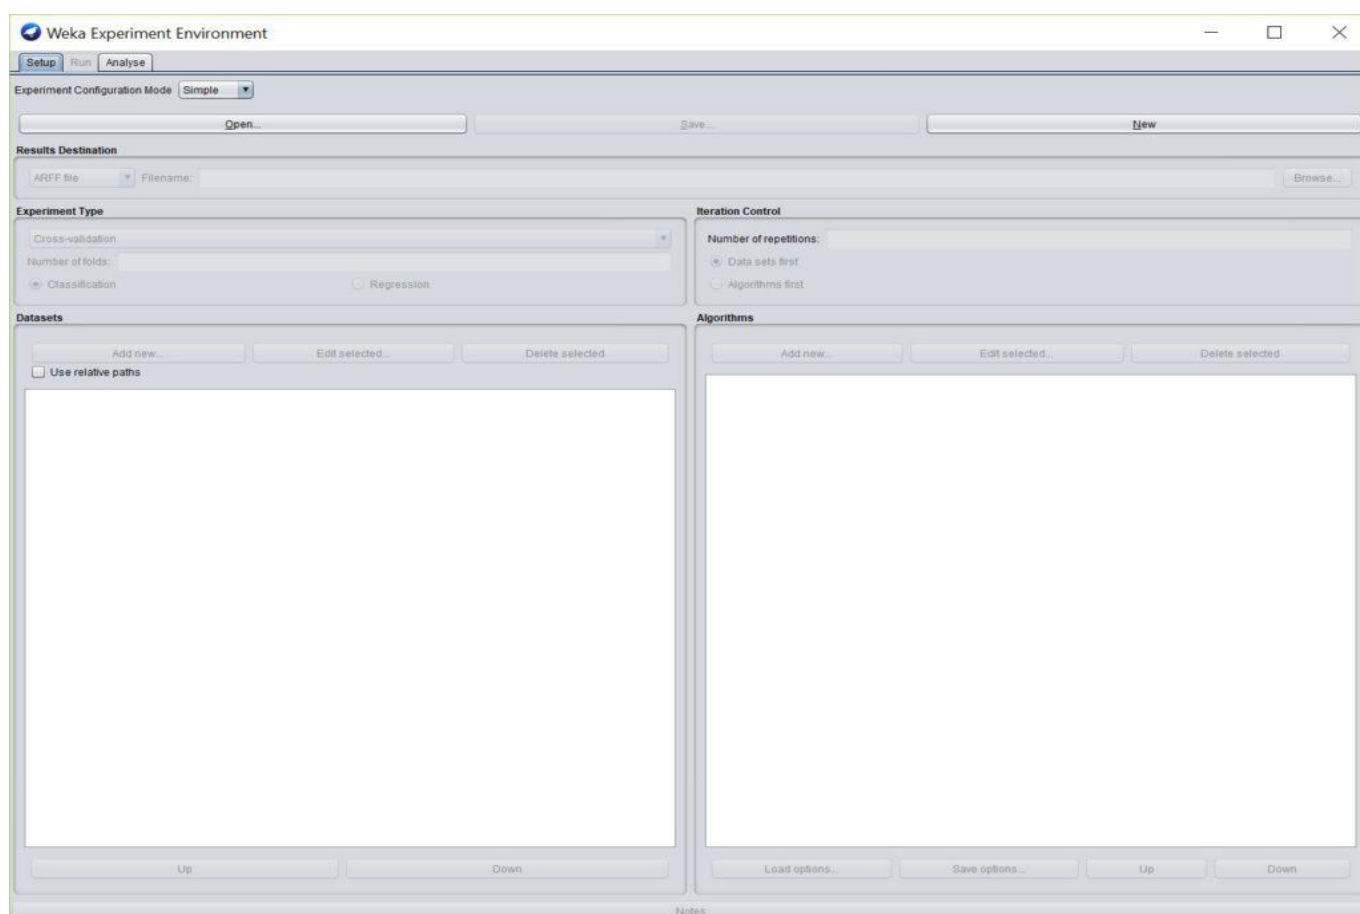 Weka Experiment Environment
Setup Run Analyse
Experiment Configuration Mode Simple
Open... Save... New
Results Destination
ARFF file Filename: Browse...
Experiment Type Iteration Control
Cross-validation Number of repetitions:
Number of folds: Data sets first
Classification Regression Algorithms first
Datasets Algorithms
Add new... Edit selected... Delete selected Add new... Edit selected... Delete selected
Use relative paths
Up Down Load options... Save options... Up Down
Notes